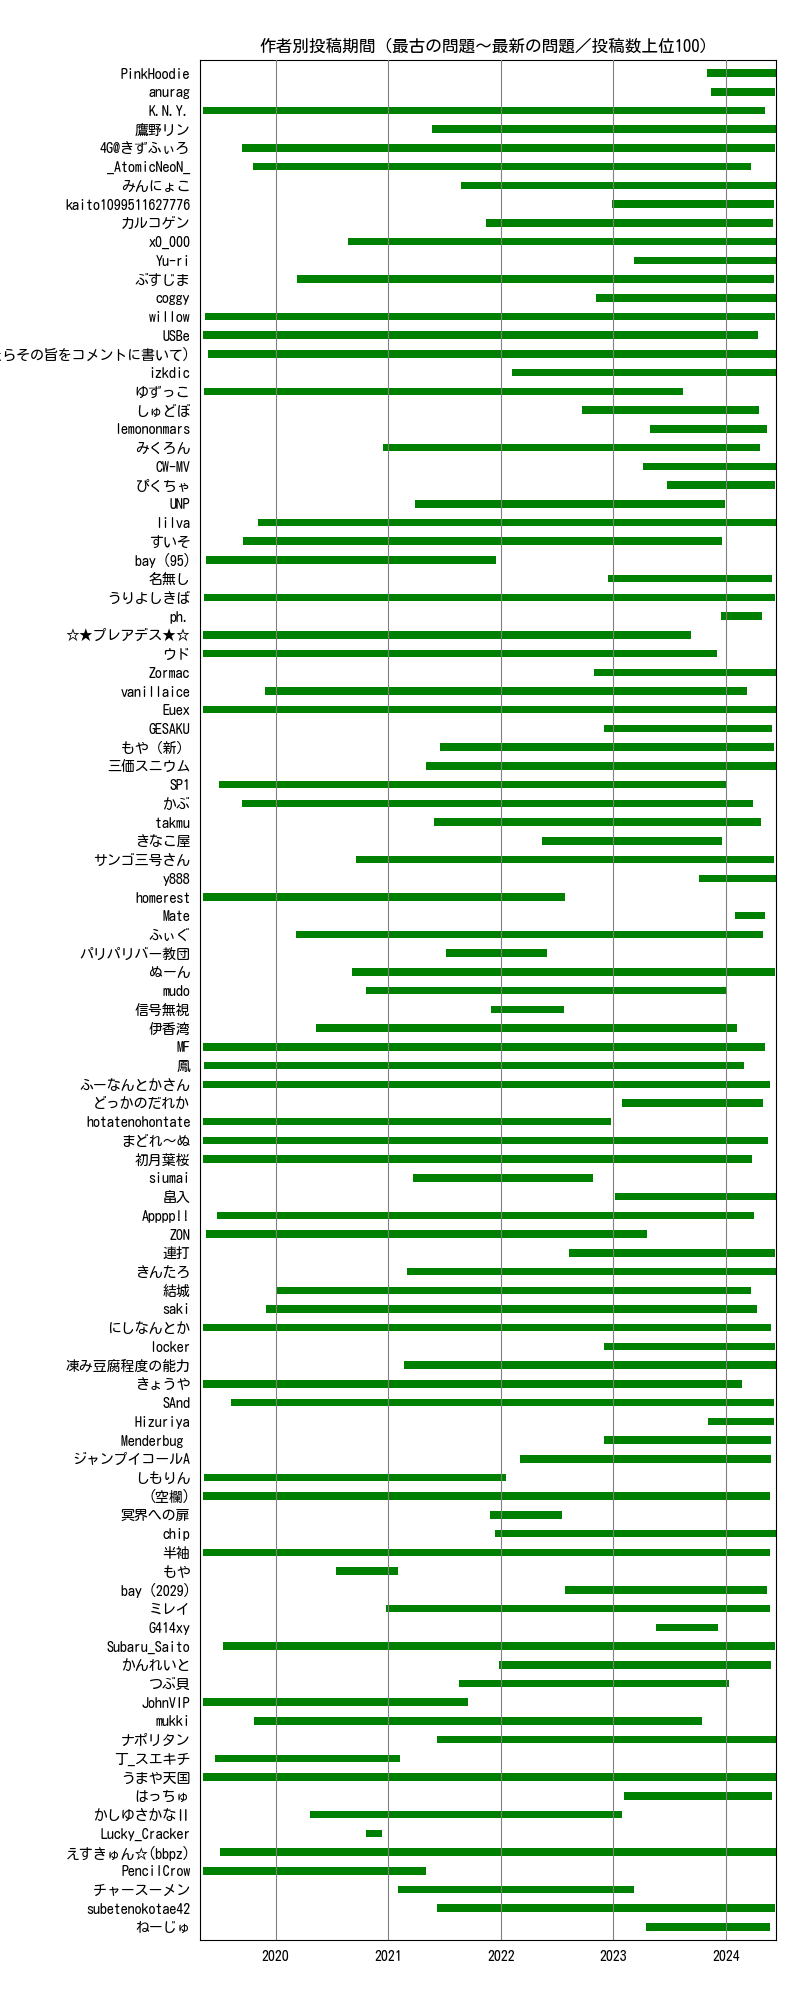 作者別投稿期間（最古の問題～最新の問題／投稿数上位100）
PinkHoodie
anurag
K.N.Y.
鷹野リン
4G@きずふぃろ
_AtomicNeoN_
みんにょこ
kaito1099511627776
カルコゲン
x0_000
Yu-ri
ぶすじま
coggy
willow
USBe
らその旨をコメントに書いて）
izkdic
ゆずっこ
しゅどぼ
lemononmars
みくろん
CW-MV
ぴくちゃ
UNP
lilva
すいそ
bay (95)
名無し
うりよしきば
ph.
☆★プレアデス★☆
ウド
Zormac
vanillaice
Euex
GESAKU
もや（新）
三価スニウム
SP1
かぶ
takmu
きなこ屋
サンゴ三号さん
y888
homerest
Mate
ふぃぐ
パリパリバー教団
ぬーん
mudo
信号無視
伊香湾
MF
鳳
ふーなんとかさん
どっかのだれか
hotatenohontate
まどれ～ぬ
初月葉桜
siumai
畠入
Appppll
ZON
連打
きんたろ
結城
saki
にしなんとか
locker
凍み豆腐程度の能力
きょうや
SAnd
Hizuriya
Menderbug
ジャンプイコールA
しもりん
(空欄)
冥界への扉
chip
半袖
もや
bay (2029)
ミレイ
G414xy
Subaru_Saito
かんれいと
つぶ貝
JohnVIP
mukki
ナポリタン
丁_スエキチ
うまや天国
はっちゅ
かしゆさかなII
Lucky_Cracker
えすきゅん☆(bbpz)
PencilCrow
チャースーメン
subetenokotae42
ねーじゅ
2020 2021 2022 2023 2024